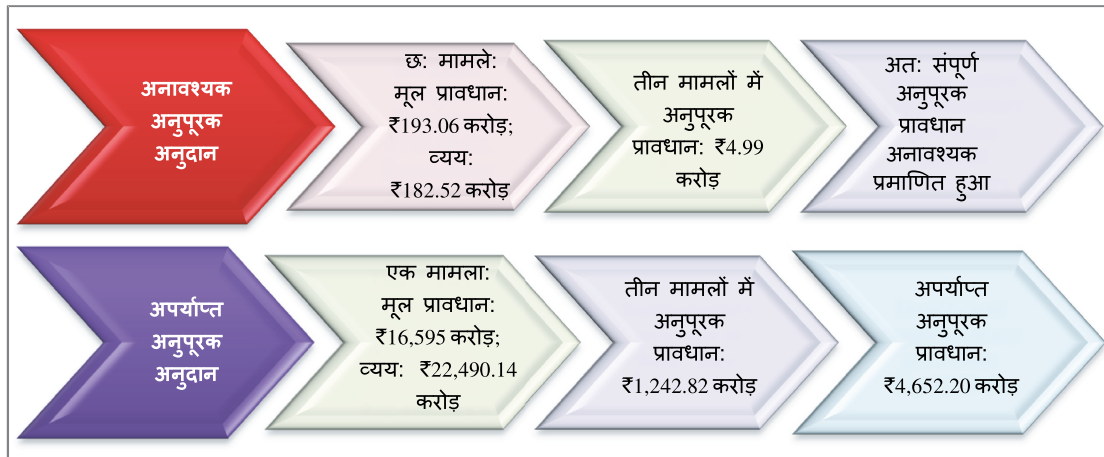 अनावश्यक
अनुपूरक
अनुदान
छ: मामले:
मूल प्रावधान:
₹193.06 करोड़;
व्यय:
₹182.52 करोड़
तीन मामलों में
अनुपूरक
प्रावधान: ₹4.99
करोड़
अत: संपूर्ण
अनुपूरक
प्रावधान
अनावश्यक
प्रमाणित हुआ
अपर्याप्त
अनुपूरक
अनुदान
एक मामला:
मूल प्रावधान:
₹16,595 करोड़;
व्यय: ₹22,490.14
करोड़
तीन मामलों में
अनुपूरक
प्रावधान:
₹1,242.82 करोड़
अपर्याप्त
अनुपूरक
प्रावधान:
₹4,652.20 करोड़